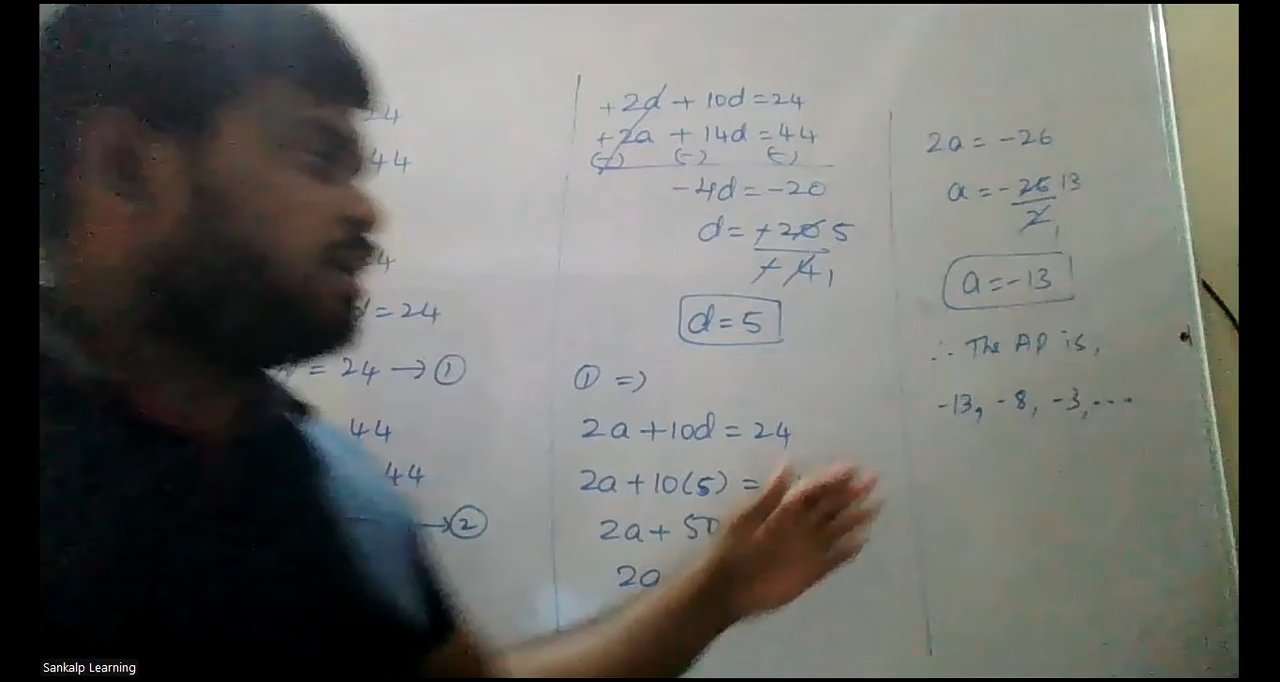 24
44
4
d = 24
= 24 → ①
44
44
→ ②
+2d + 10d = 24
+2a + 14d = 44
(-) (-) (-)
-4d = -20
d = +20 5
+ 4 1
d = 5
① =>
2a + 10d = 24
2a + 10(5) =
2a + 50
2a
2a = -26
a = -26 13
2 1
a = -13
∴ The AP is,
-13, -8, -3, ...
Sankalp Learning